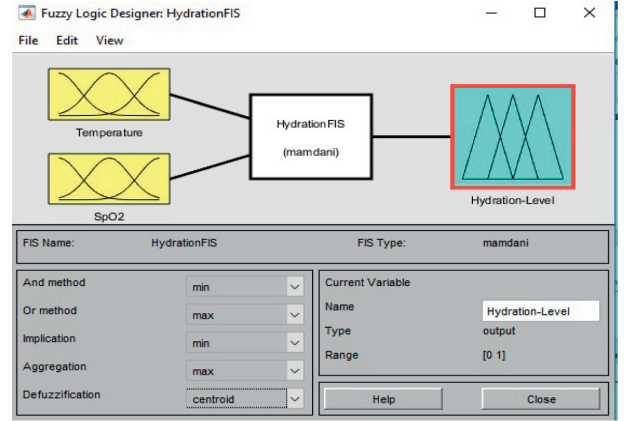 Fuzzy Logic Designer: HydrationFIS
File Edit View
Temperature
SpO2
HydrationFIS
(mamdani)
Hydration-Level
FIS Name: HydrationFIS FIS Type: mamdani
And method min
Or method max
Implication min
Aggregation max
Defuzzification centroid
Current Variable
Name Hydration-Level
Type output
Range [0 1]
Help Close